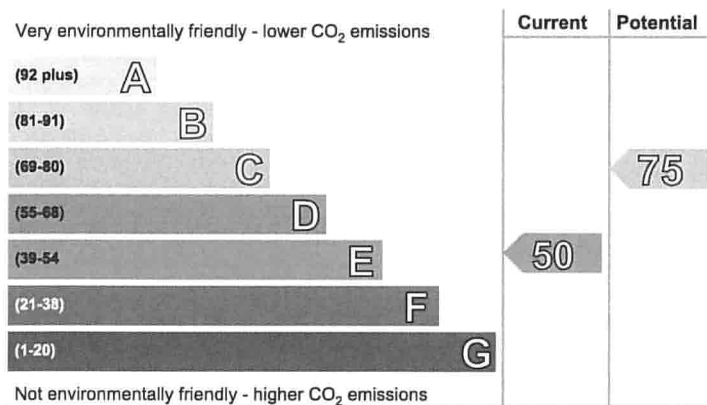 Current Potential
Very environmentally friendly - lower CO₂ emissions
(92 plus) A
(81-91) B
(69-80) C 75
(55-68) D
(39-54 E 50
(21-38) F
(1-20) G
Not environmentally friendly - higher CO₂ emissions